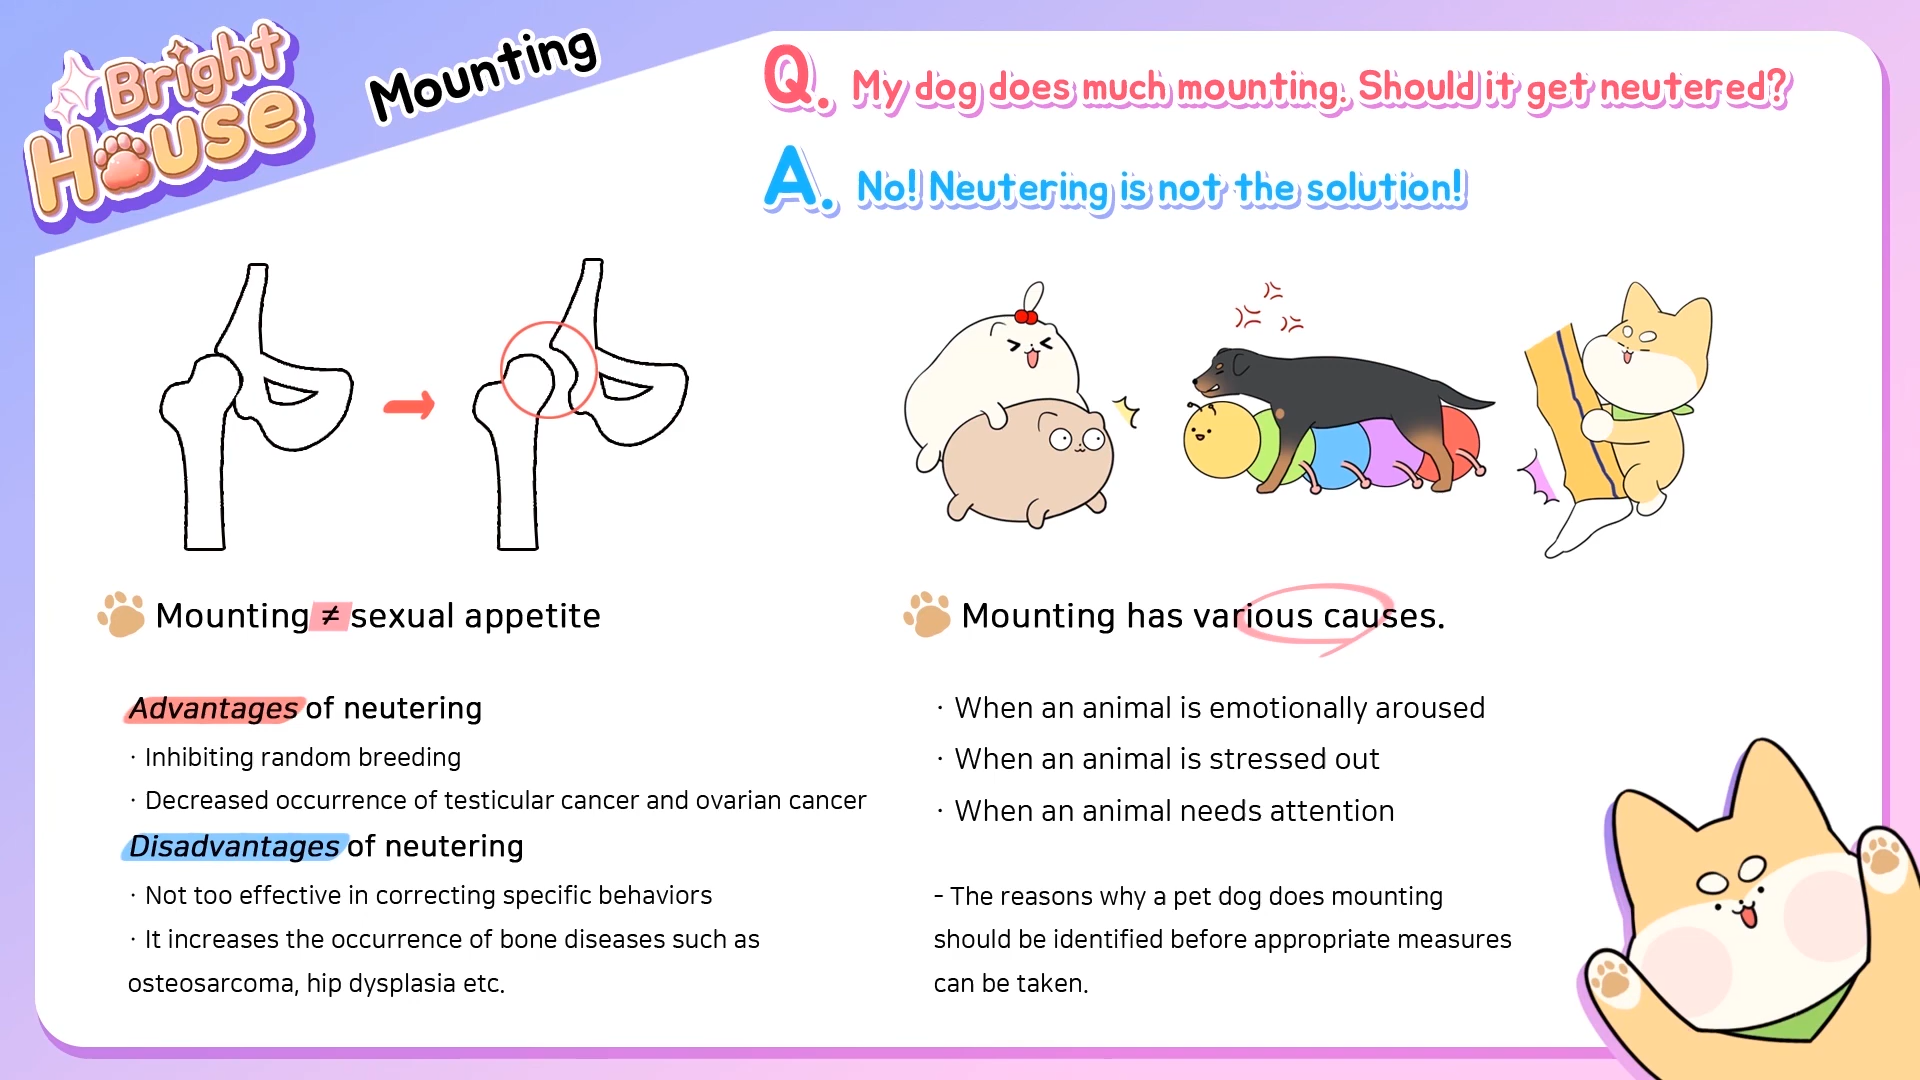 Bright
House
Mounting
Q. My dog does much mounting. Should it get neutered?
A. No! Neutering is not the solution!
Mounting ≠ sexual appetite
Advantages of neutering
· Inhibiting random breeding
· Decreased occurrence of testicular cancer and ovarian cancer
Disadvantages of neutering
· Not too effective in correcting specific behaviors
· It increases the occurrence of bone diseases such as
osteosarcoma, hip dysplasia etc.
Mounting has various causes.
· When an animal is emotionally aroused
· When an animal is stressed out
· When an animal needs attention
- The reasons why a pet dog does mounting
should be identified before appropriate measures
can be taken.